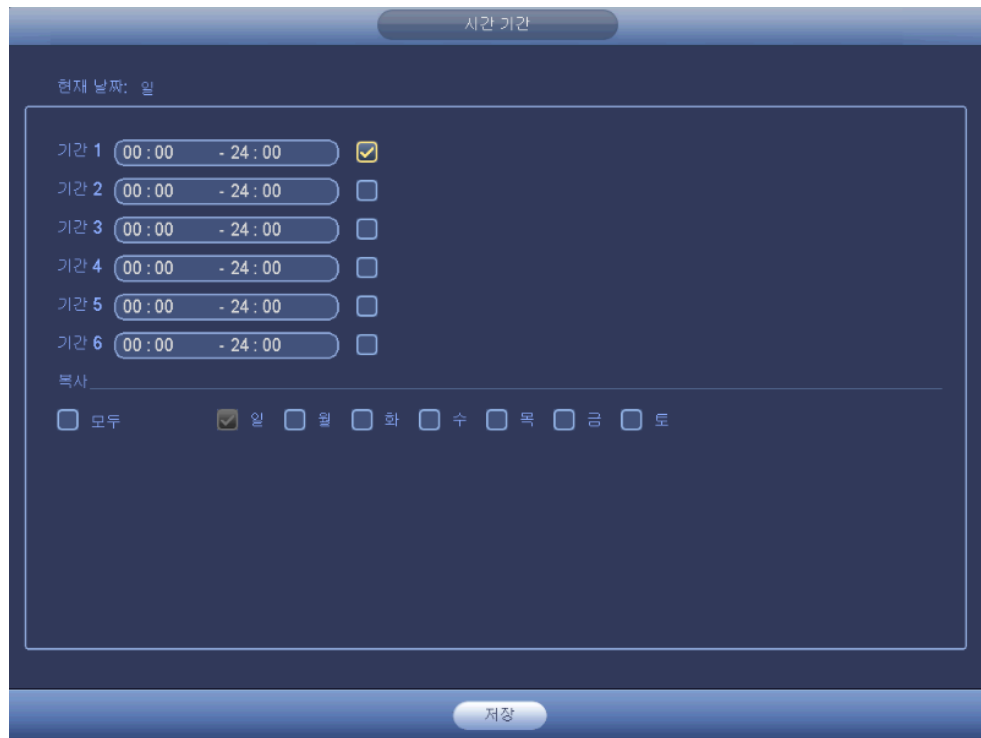 시간 기간
현재 날짜: 일
기간 1 00 : 00 - 24 : 00
기간 2 00 : 00 - 24 : 00
기간 3 00 : 00 - 24 : 00
기간 4 00 : 00 - 24 : 00
기간 5 00 : 00 - 24 : 00
기간 6 00 : 00 - 24 : 00
복사
모두 일 월 화 수 목 금 토
저장